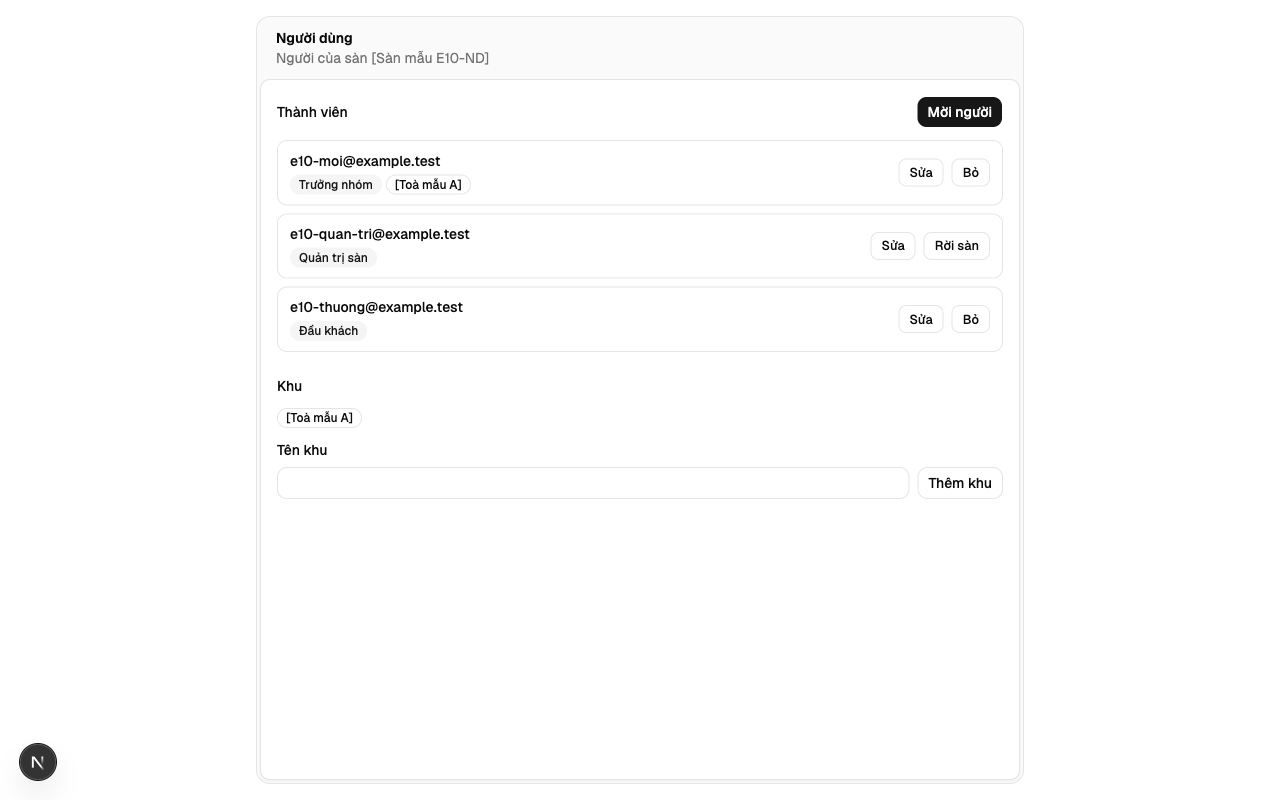 Người dùng
Người của sàn [Sàn mẫu E10-ND]
Thành viên
Mời người
e10-moi@example.test
Trưởng nhóm [Toà mẫu A]
Sửa Bỏ
e10-quan-tri@example.test
Quản trị sàn
Sửa Rời sàn
e10-thuong@example.test
Đầu khách
Sửa Bỏ
Khu
[Toà mẫu A]
Tên khu
Thêm khu
N